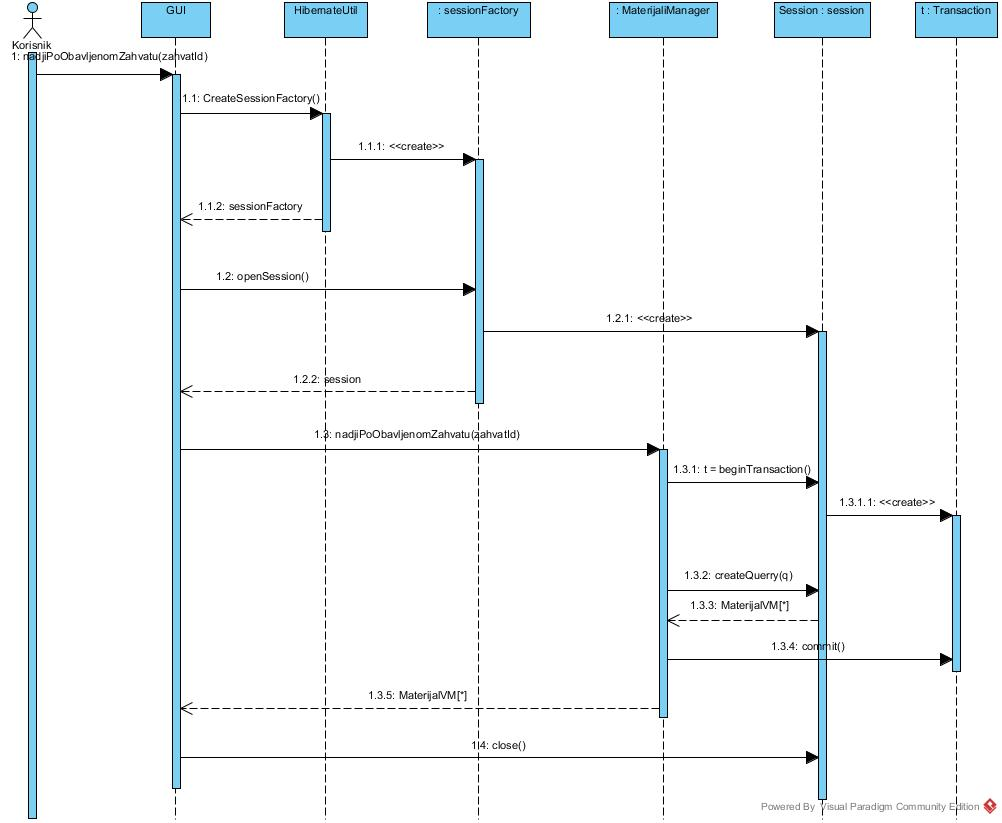 GUI
HibernateUtil
: sessionFactory
: MaterijaliManager
Session : session
t : Transaction
Korisnik
1: nadjiPoObavljenomZahvatu(zahvatId)
1.1: CreateSessionFactory()
1.1.1: <<create>>
1.1.2: sessionFactory
1.2: openSession()
1.2.1: <<create>>
1.2.2: session
1.3: nadjiPoObavljenomZahvatu(zahvatId)
1.3.1: t = beginTransaction()
1.3.1.1: <<create>>
1.3.2: createQuerry(q)
1.3.3: MaterijalVM[*]
1.3.4: commit()
1.3.5: MaterijalVM[*]
1.4: close()
Powered By Visual Paradigm Community Edition